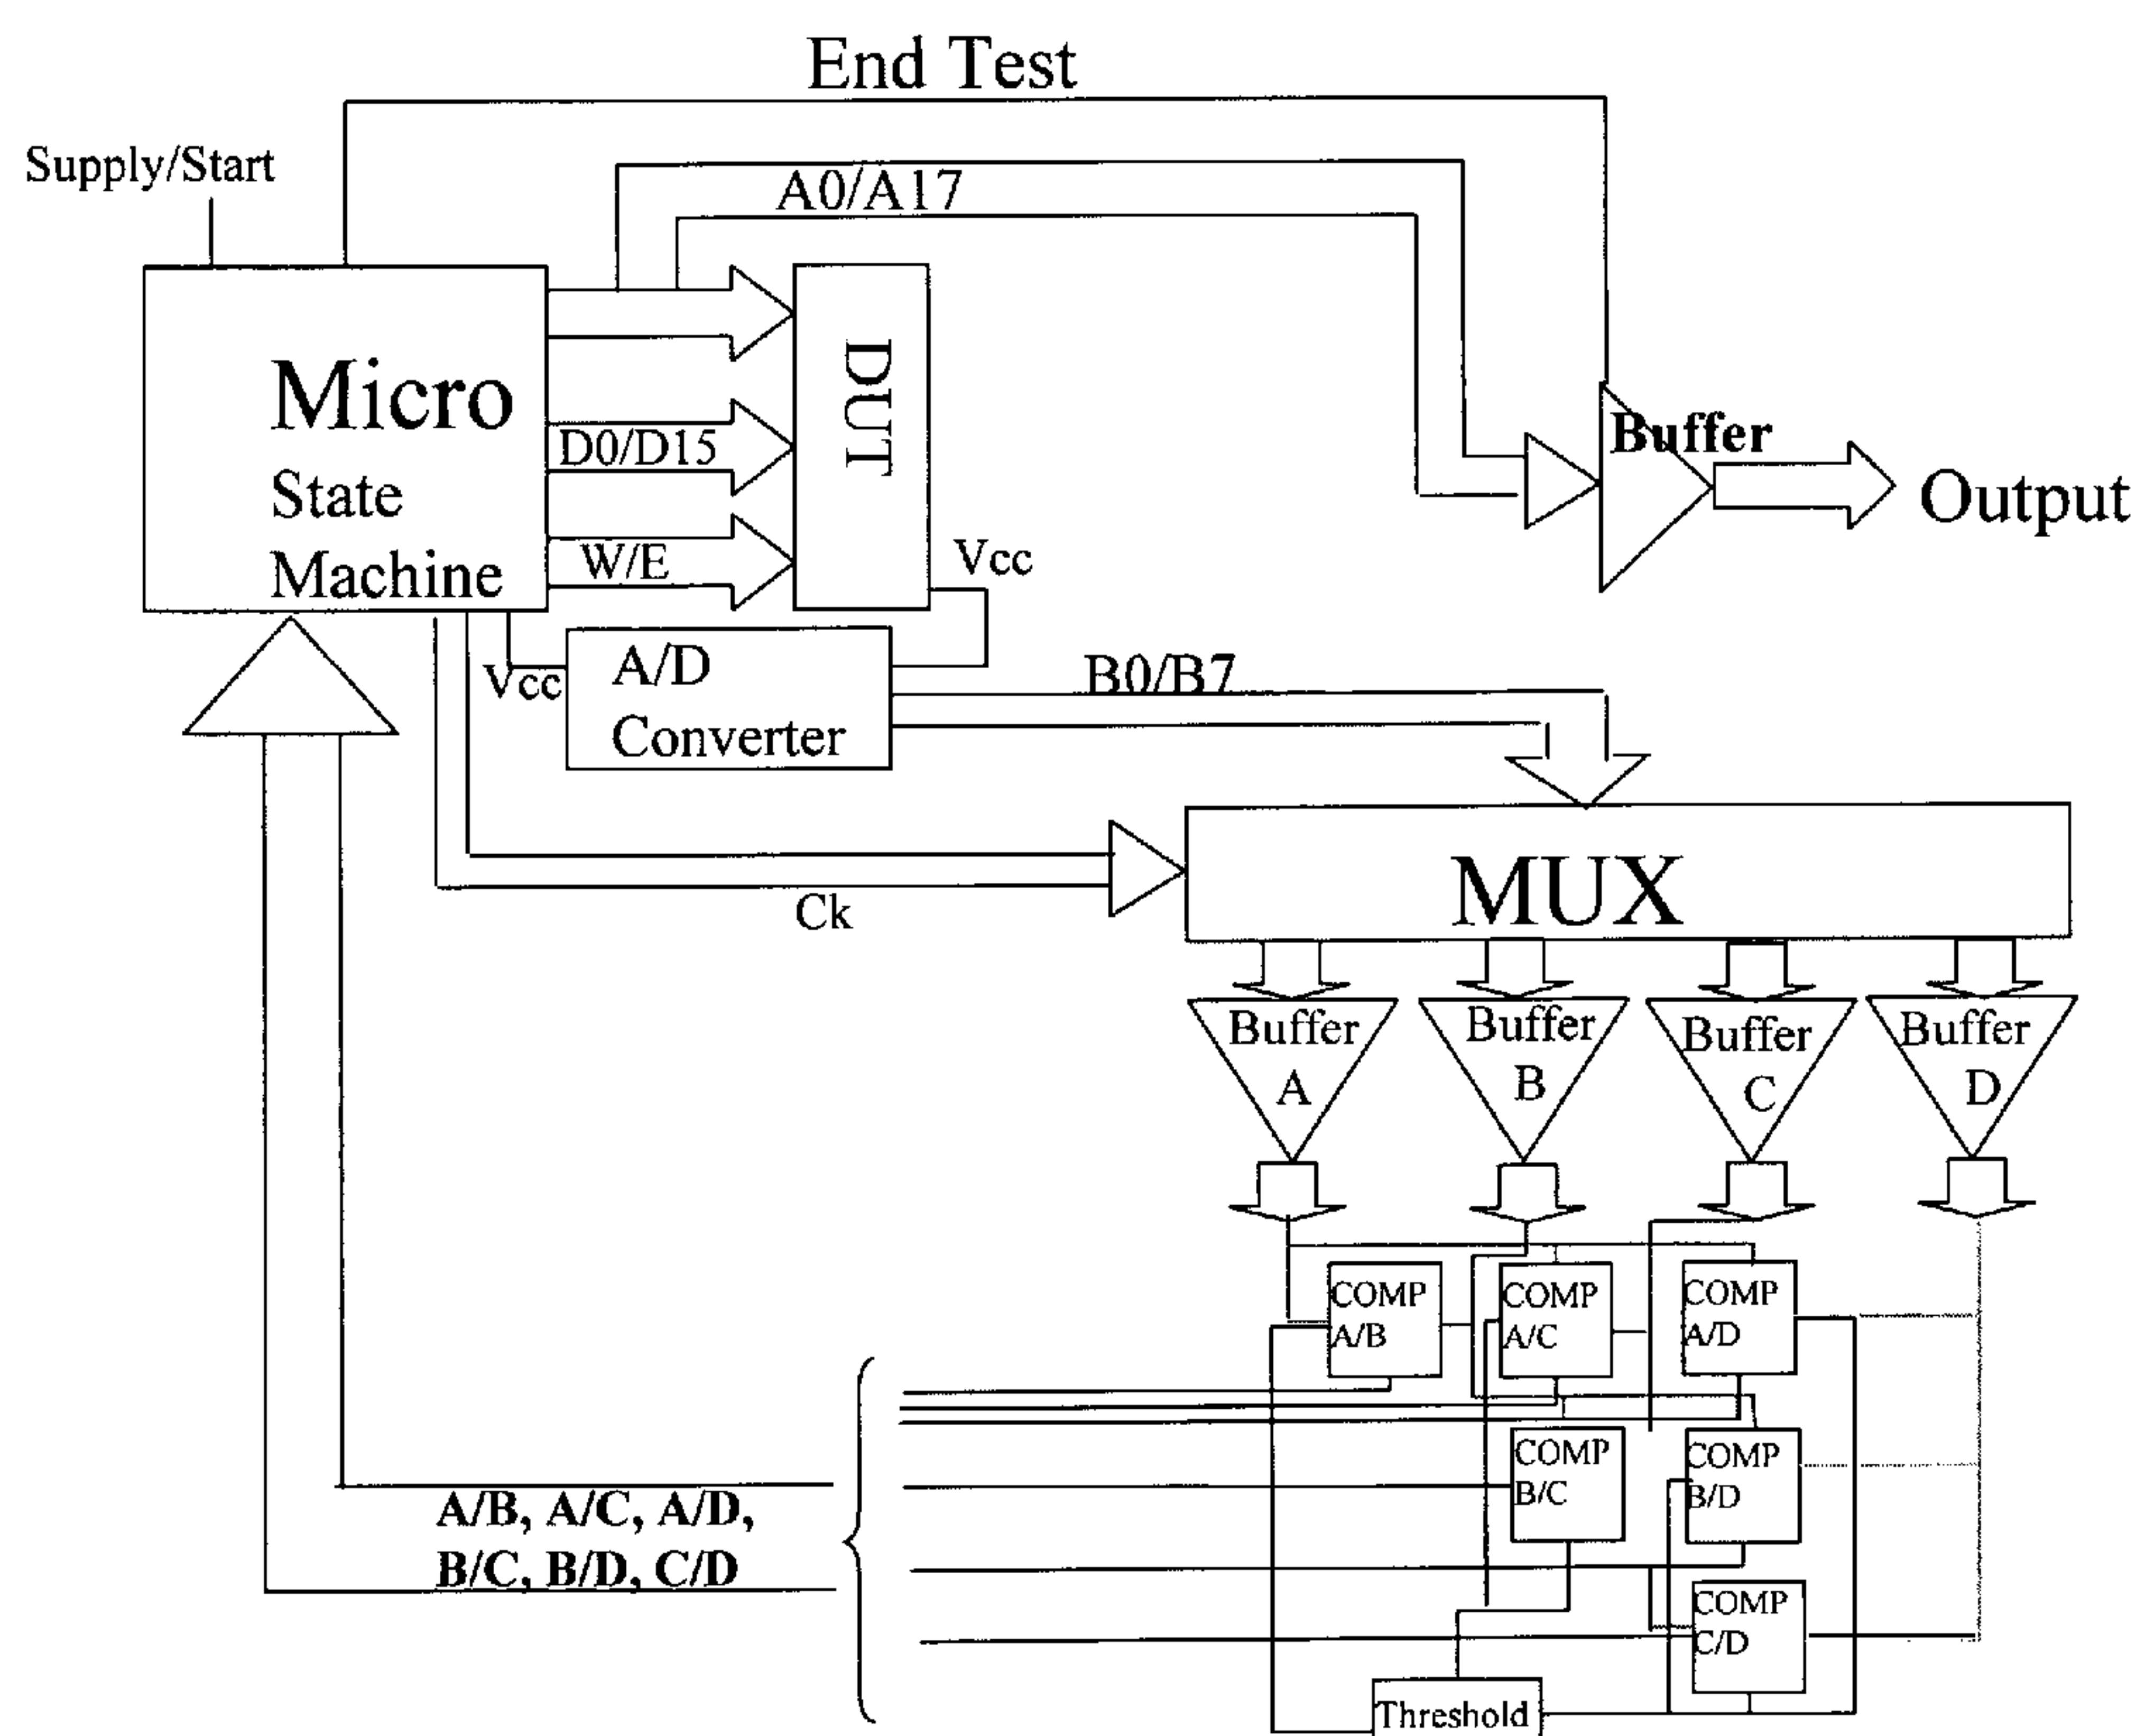 End Test
Supply/Start
A0/A17
Micro
State
Machine
DUT
D0/D15
W/E
Vcc
Buffer
Output
Vcc
A/D
Converter
B0/B7
Ck
MUX
Buffer
A
Buffer
B
Buffer
C
Buffer
D
COMP
A/B
COMP
A/C
COMP
A/D
COMP
B/C
COMP
B/D
A/B, A/C, A/D,
B/C, B/D, C/D
COMP
C/D
Threshold